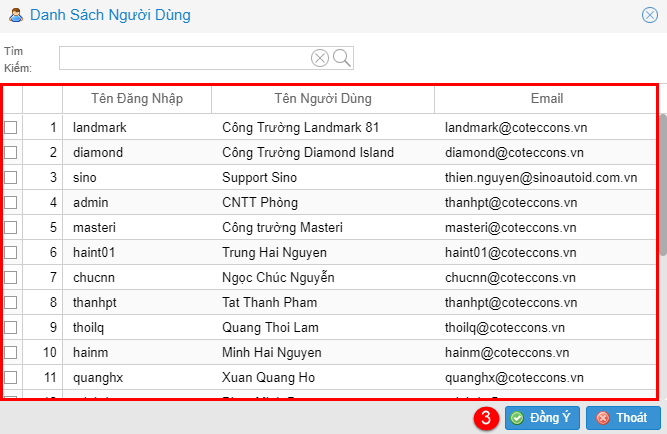 Danh Sách Người Dùng
Tìm
Kiếm:
Tên Đăng Nhập Tên Người Dùng Email
1 landmark Công Trường Landmark 81 landmark@coteccons.vn
2 diamond Công Trường Diamond Island diamond@coteccons.vn
3 sino Support Sino thien.nguyen@sinoautoid.com.vn
4 admin CNTT Phòng thanhpt@coteccons.vn
5 masteri Công trường Masteri masteri@coteccons.vn
6 haint01 Trung Hai Nguyen haint01@coteccons.vn
7 chucnn Ngọc Chúc Nguyễn chucnn@coteccons.vn
8 thanhpt Tat Thanh Pham thanhpt@coteccons.vn
9 thoilq Quang Thoi Lam thoilq@coteccons.vn
10 hainm Minh Hai Nguyen hainm@coteccons.vn
11 quanghx Xuan Quang Ho quanghx@coteccons.vn
3 Đồng Ý Thoát